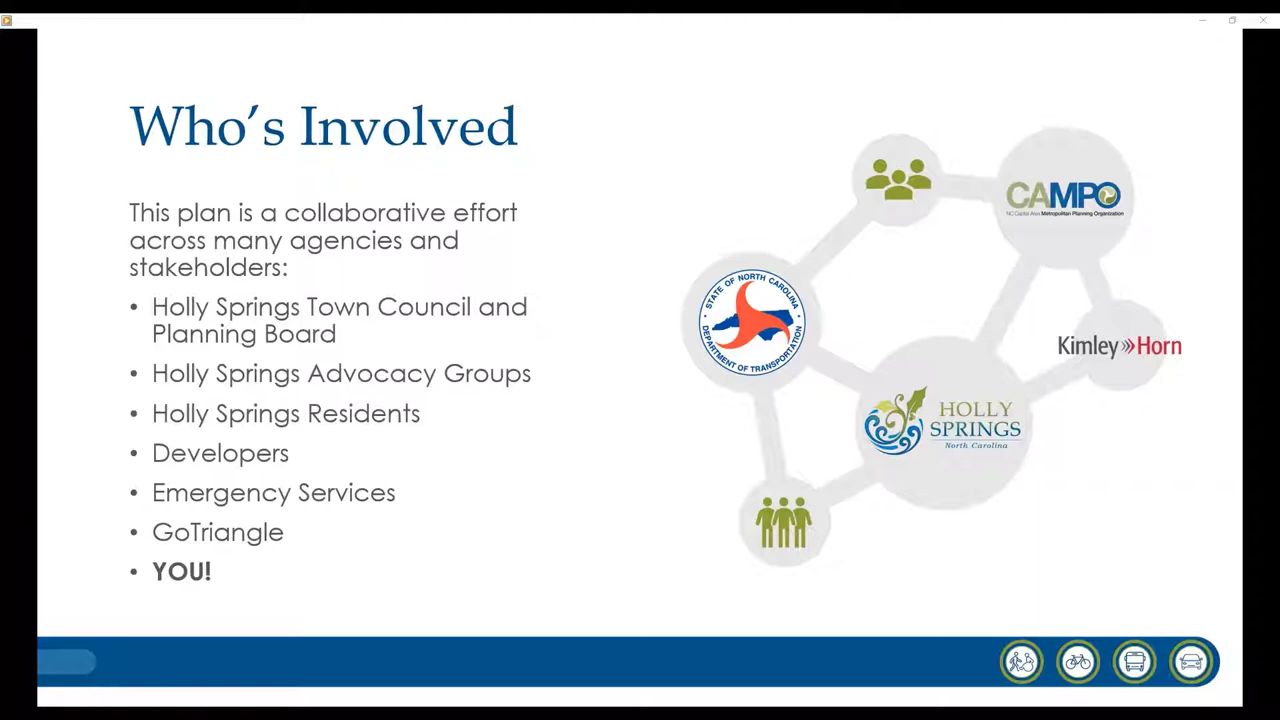 Who's Involved
This plan is a collaborative effort
across many agencies and
stakeholders:
• Holly Springs Town Council and
Planning Board
• Holly Springs Advocacy Groups
• Holly Springs Residents
• Developers
• Emergency Services
• GoTriangle
• YOU!
CAMPO
NC Capital Area Metropolitan Planning Organization
STATE OF NORTH CAROLINA
DEPARTMENT OF TRANSPORTATION
Kimley»Horn
HOLLY
SPRINGS
North Carolina